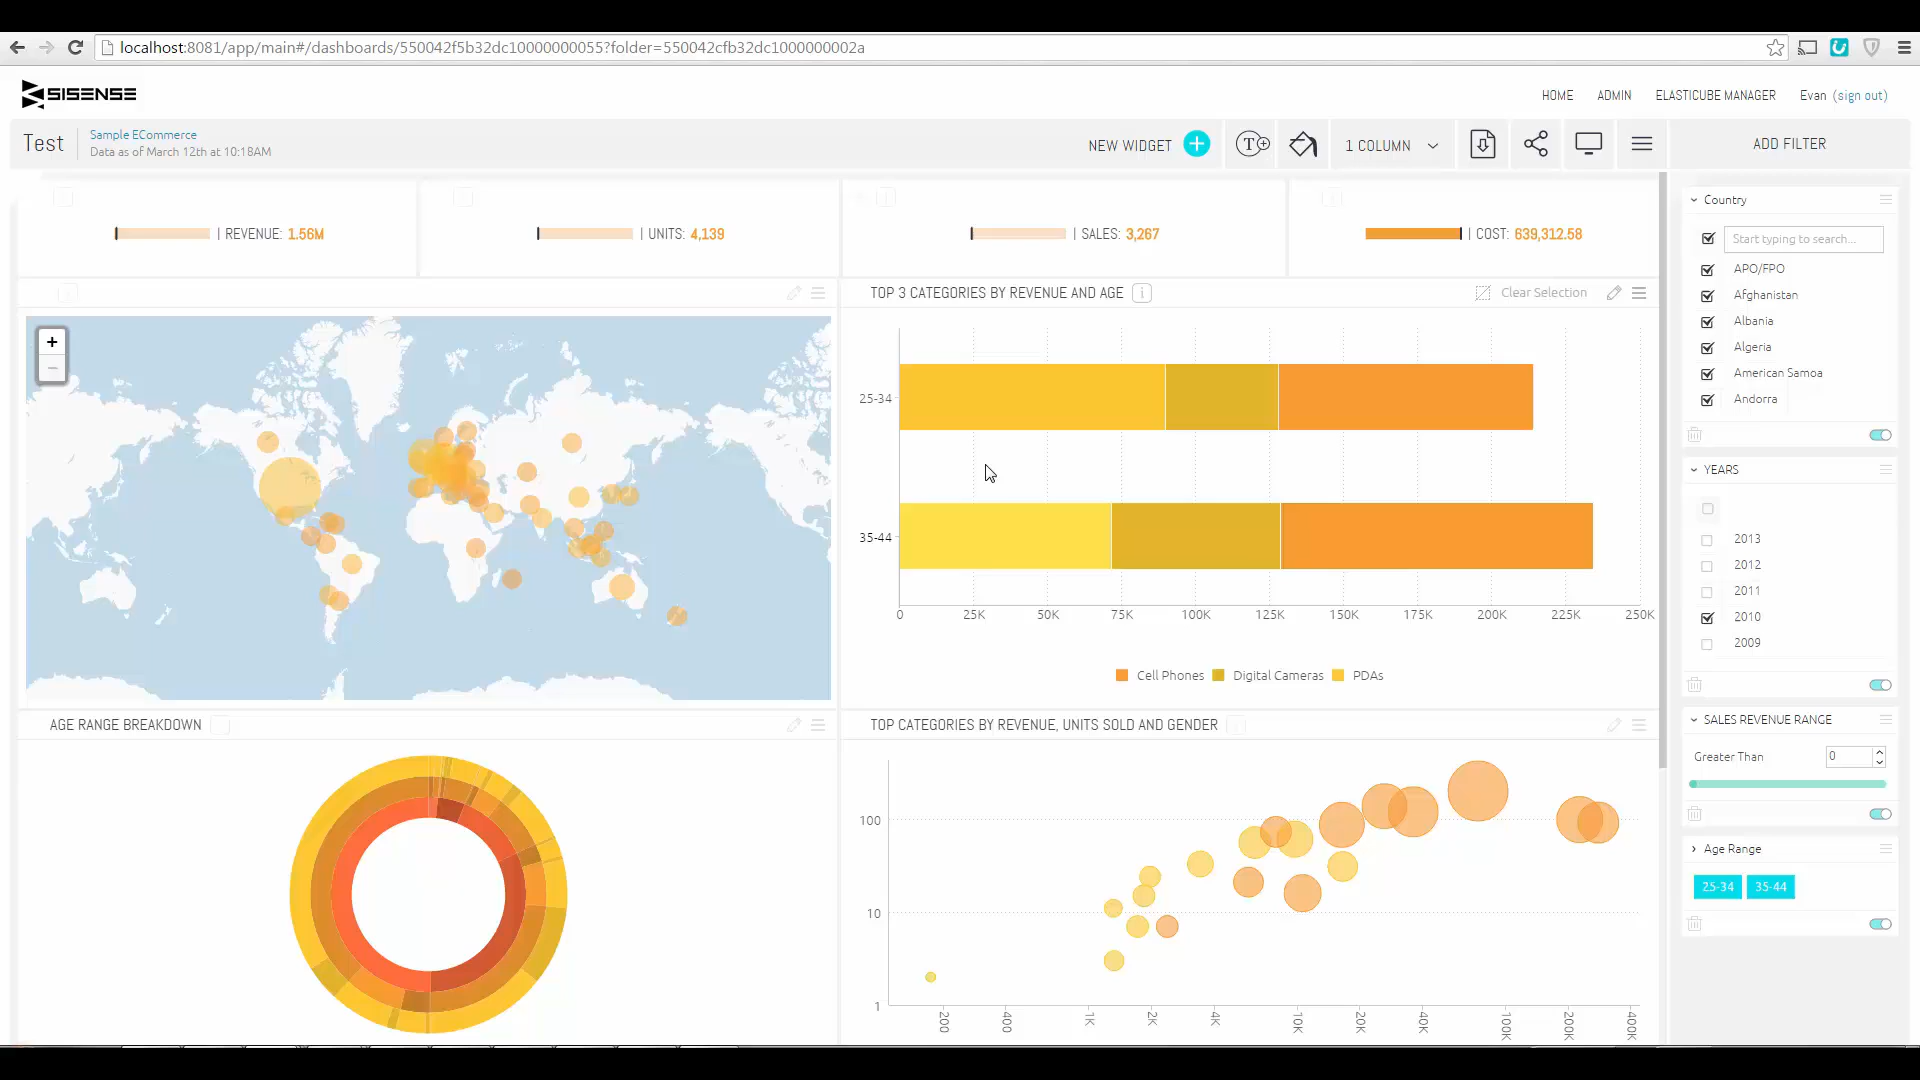 localhost:8081/app/main#/dashboards/550042f5b32dc10000000055?folder=550042cfb32dc1000000002a
SISENSE
HOME ADMIN ELASTICUBE MANAGER Evan (sign out)
Test
Sample ECommerce
Data as of March 12th at 10:18AM
NEW WIDGET
1 COLUMN
ADD FILTER
| REVENUE: 1.56M
| UNITS: 4,139
| SALES: 3,267
| COST: 639,312.58
+
−
TOP 3 CATEGORIES BY REVENUE AND AGE
Clear Selection
25-34
35-44
0 25K 50K 75K 100K 125K 150K 175K 200K 225K 250K
Cell Phones Digital Cameras PDAs
AGE RANGE BREAKDOWN
TOP CATEGORIES BY REVENUE, UNITS SOLD AND GENDER
100
10
1
200 400 1K 2K 4K 10K 20K 40K 100K 200K 400K
Country
Start typing to search...
APO/FPO
Afghanistan
Albania
Algeria
American Samoa
Andorra
YEARS
2013
2012
2011
2010
2009
SALES REVENUE RANGE
Greater Than 0
Age Range
25-34 35-44